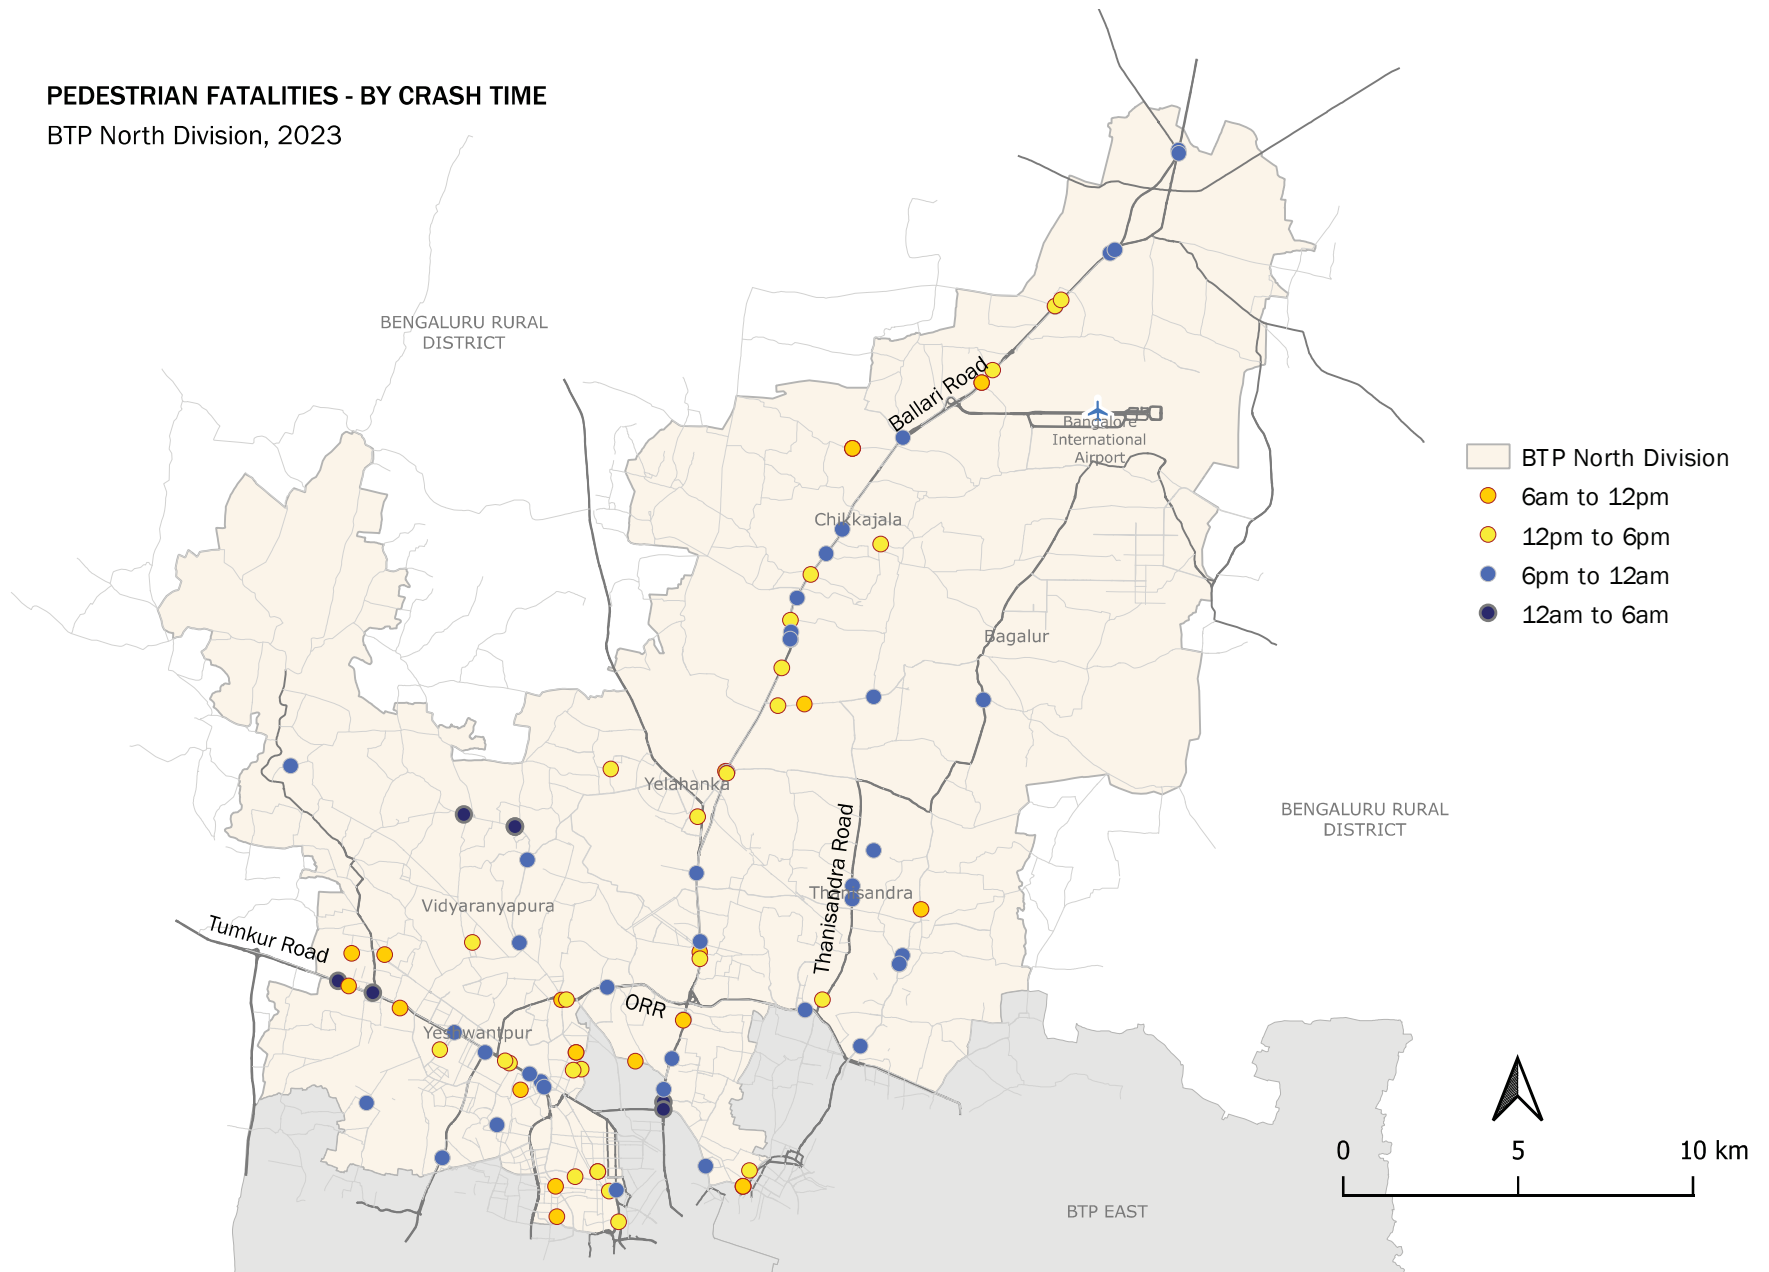 PEDESTRIAN FATALITIES - BY CRASH TIME
BTP North Division, 2023
BENGALURU RURAL
DISTRICT
Ballari Road
Bangalore
International
Airport
BTP North Division
6am to 12pm
12pm to 6pm
6pm to 12am
12am to 6am
Chikkajala
Bagalur
Yelahanka
BENGALURU RURAL
DISTRICT
Thanisandra Road
Thanisandra
Vidyaranyapura
Tumkur Road
ORR
Yeshwantpur
0 5 10 km
BTP EAST